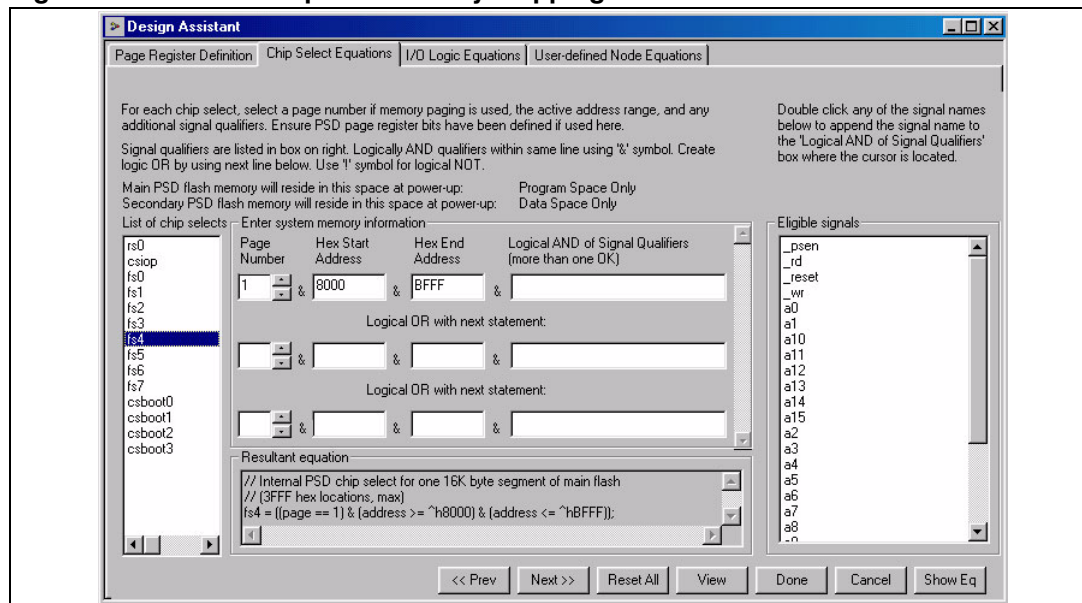 Design Assistant
Page Register Definition Chip Select Equations I/O Logic Equations User-defined Node Equations
For each chip select, select a page number if memory paging is used, the active address range, and any
additional signal qualifiers. Ensure PSD page register bits have been defined if used here.
Signal qualifiers are listed in box on right. Logically AND qualifiers within same line using '&' symbol. Create
logic OR by using next line below. Use '!' symbol for logical NOT.
Double click any of the signal names
below to append the signal name to
the 'Logical AND of Signal Qualifiers'
box where the cursor is located.
Main PSD flash memory will reside in this space at power-up: Program Space Only
Secondary PSD flash memory will reside in this space at power-up: Data Space Only
List of chip selects
rs0
csiop
fs0
fs1
fs2
fs3
fs4
fs5
fs6
fs7
csboot0
csboot1
csboot2
csboot3
Enter system memory information
Page Number
Hex Start Address
Hex End Address
Logical AND of Signal Qualifiers
(more than one OK)
1 & 8000 & BFFF &
Logical OR with next statement:
& & &
Logical OR with next statement:
& & &
Resultant equation
// Internal PSD chip select for one 16K byte segment of main flash
// (3FFF hex locations, max)
fs4 = ((page == 1) & (address >= ^h8000) & (address <= ^hBFFF));
Eligible signals
_psen
_rd
_reset
_wr
a0
a1
a10
a11
a12
a13
a14
a15
a2
a3
a4
a5
a6
a7
a8
<< Prev Next >> Reset All View Done Cancel Show Eq